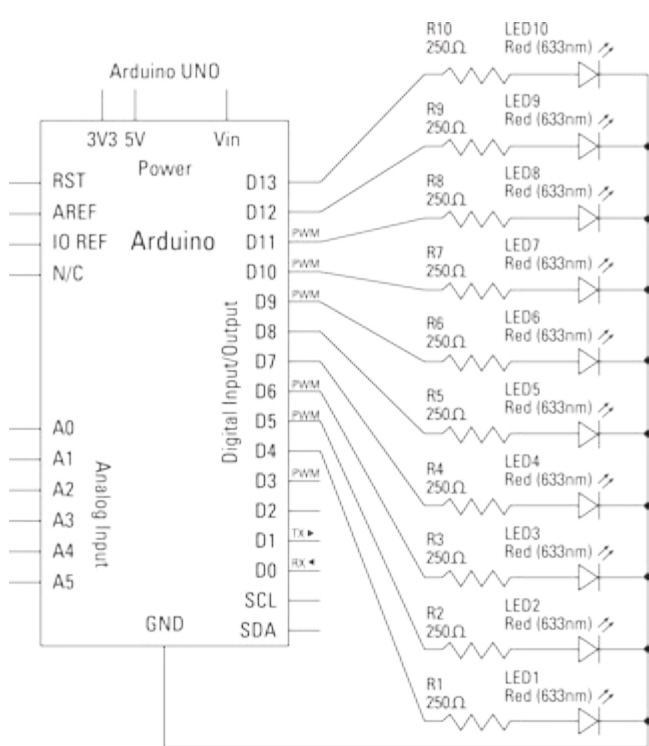 Arduino UNO
3V3 5V Vin
Power
RST
AREF
IO REF
N/C
Arduino
A0
A1
A2
A3
A4
A5
Analog Input
GND
Digital Input/Output
D13
D12
D11 PWM
D10 PWM
D9 PWM
D8
D7
D6 PWM
D5 PWM
D4
D3 PWM
D2
D1 TX ►
D0 RX ◄
SCL
SDA
R10 LED10
250Ω Red (633nm)
R9 LED9
250Ω Red (633nm)
R8 LED8
250Ω Red (633nm)
R7 LED7
250Ω Red (633nm)
R6 LED6
250Ω Red (633nm)
R5 LED5
250Ω Red (633nm)
R4 LED4
250Ω Red (633nm)
R3 LED3
250Ω Red (633nm)
R2 LED2
250Ω Red (633nm)
R1 LED1
250Ω Red (633nm)